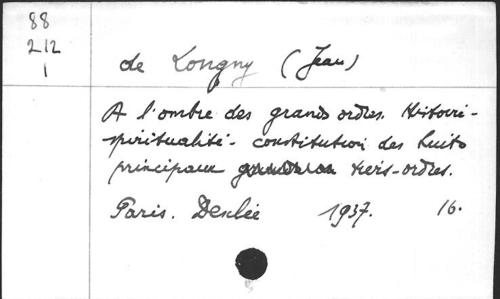 88
212
1
de Longny (Jean)
A l'ombre des grands ordres. Histoire-
spiritualité - constitution des huits
principaux tiers-ordres.
Paris. Desclée 1937. 16.